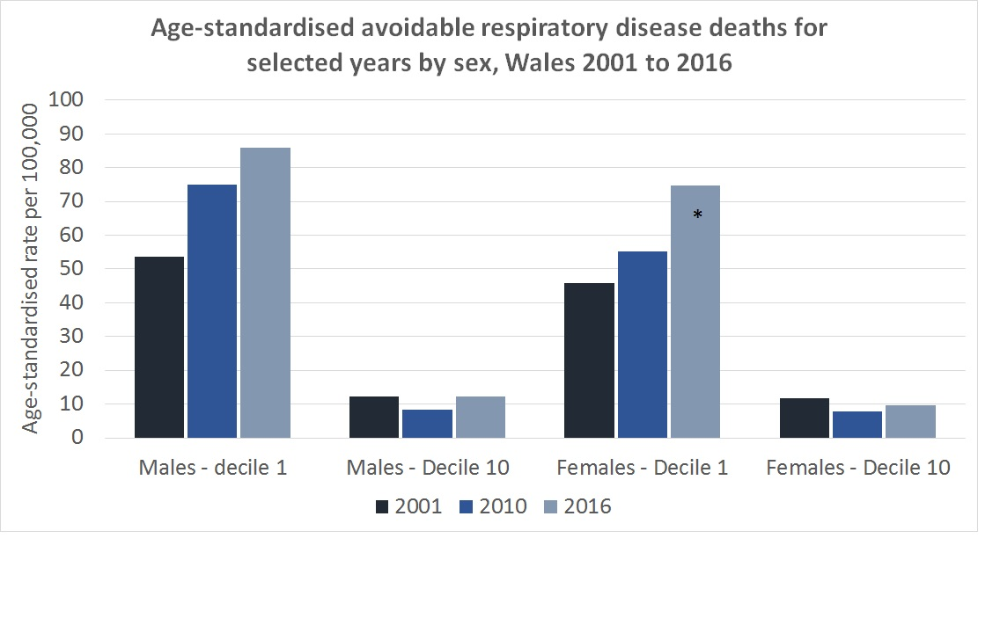 Age-standardised avoidable respiratory disease deaths for
selected years by sex, Wales 2001 to 2016
Age-standardised rate per 100,000
100
90
80
70
60
50
40
30
20
10
0
*
Males - decile 1
Males - Decile 10
Females - Decile 1
Females - Decile 10
2001
2010
2016